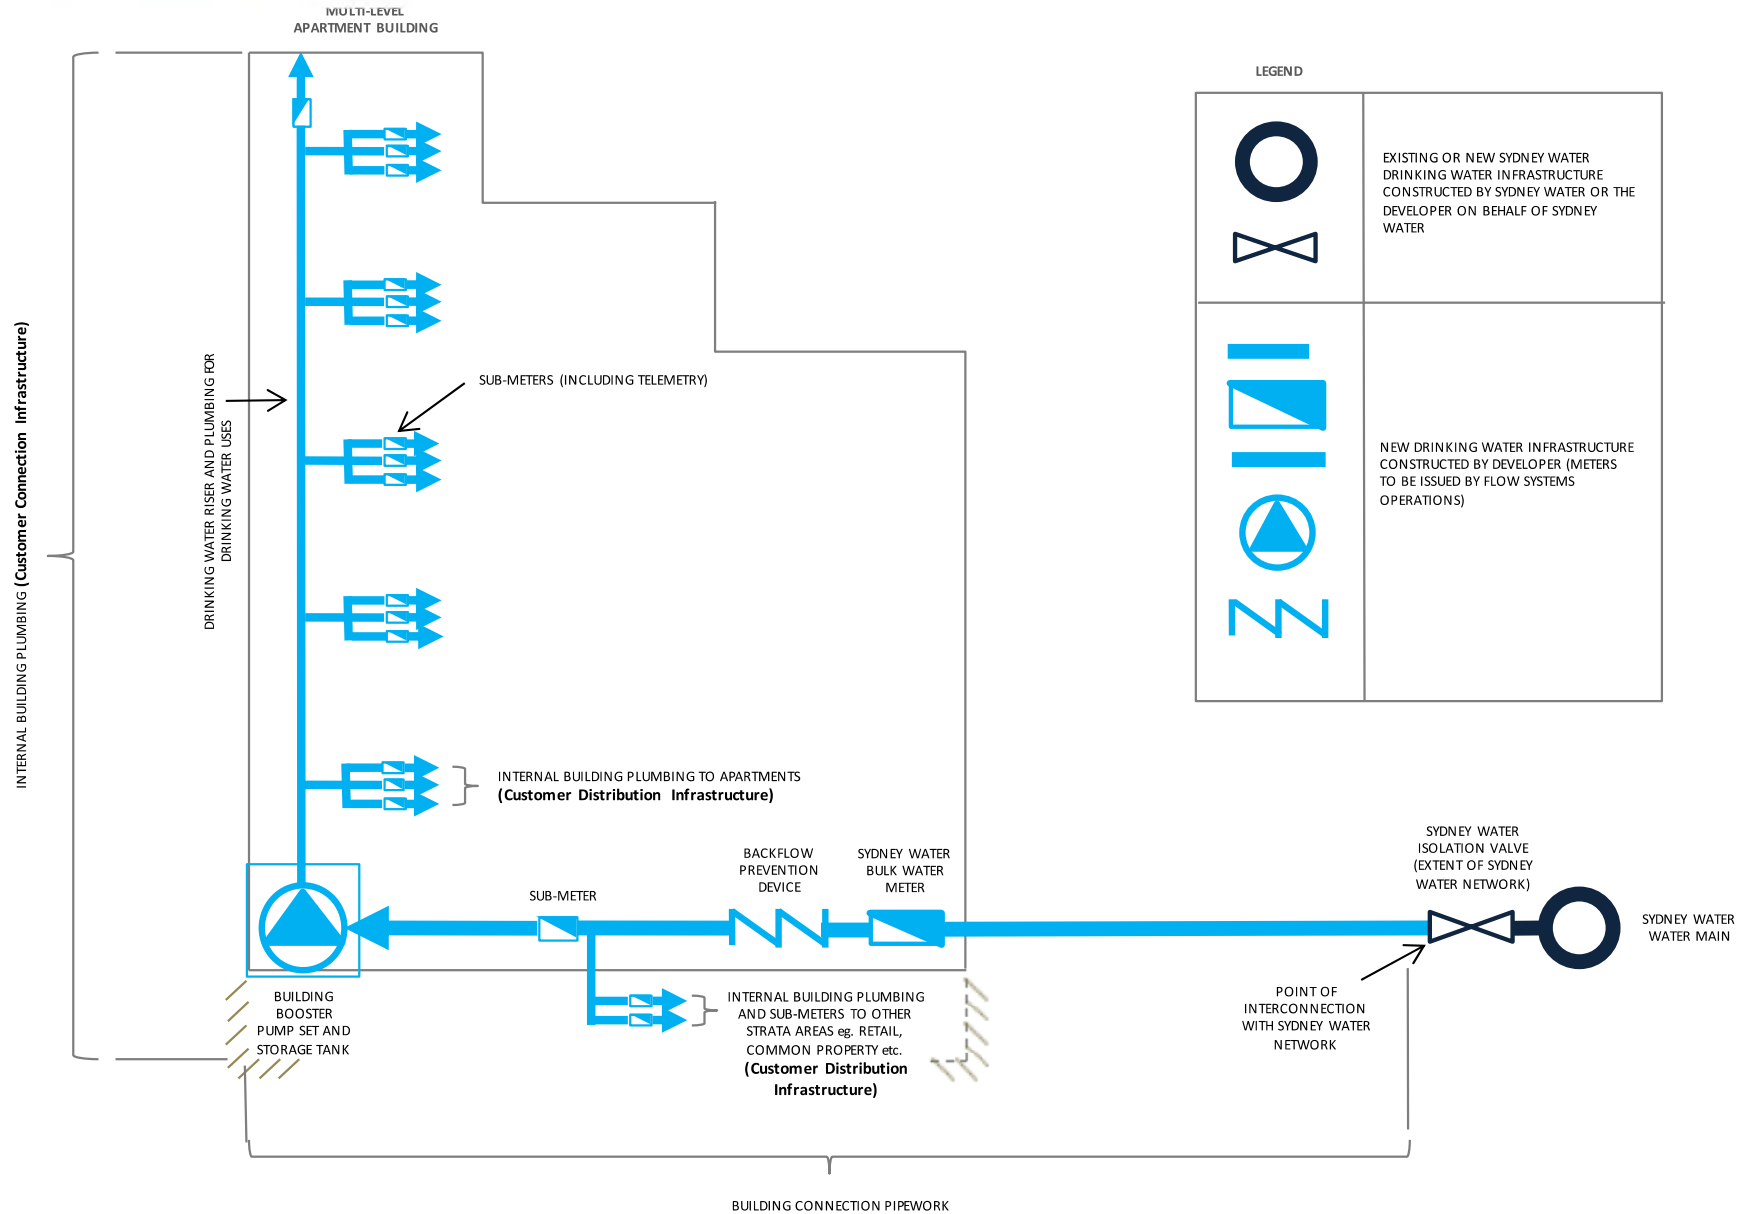 MULTI-LEVEL
APARTMENT BUILDING
LEGEND
EXISTING OR NEW SYDNEY WATER
DRINKING WATER INFRASTRUCTURE
CONSTRUCTED BY SYDNEY WATER OR THE
DEVELOPER ON BEHALF OF SYDNEY
WATER
NEW DRINKING WATER INFRASTRUCTURE
CONSTRUCTED BY DEVELOPER (METERS
TO BE ISSUED BY FLOW SYSTEMS
OPERATIONS)
INTERNAL BUILDING PLUMBING (Customer Connection Infrastructure)
DRINKING WATER RISER AND PLUMBING FOR
DRINKING WATER USES
SUB-METERS (INCLUDING TELEMETRY)
INTERNAL BUILDING PLUMBING TO APARTMENTS
(Customer Distribution Infrastructure)
SUB-METER
BACKFLOW
PREVENTION
DEVICE
SYDNEY WATER
BULK WATER
METER
SYDNEY WATER
ISOLATION VALVE
(EXTENT OF SYDNEY
WATER NETWORK)
SYDNEY WATER
WATER MAIN
BUILDING
BOOSTER
PUMP SET AND
STORAGE TANK
INTERNAL BUILDING PLUMBING
AND SUB-METERS TO OTHER
STRATA AREAS eg. RETAIL,
COMMON PROPERTY etc.
(Customer Distribution
Infrastructure)
POINT OF
INTERCONNECTION
WITH SYDNEY WATER
NETWORK
BUILDING CONNECTION PIPEWORK